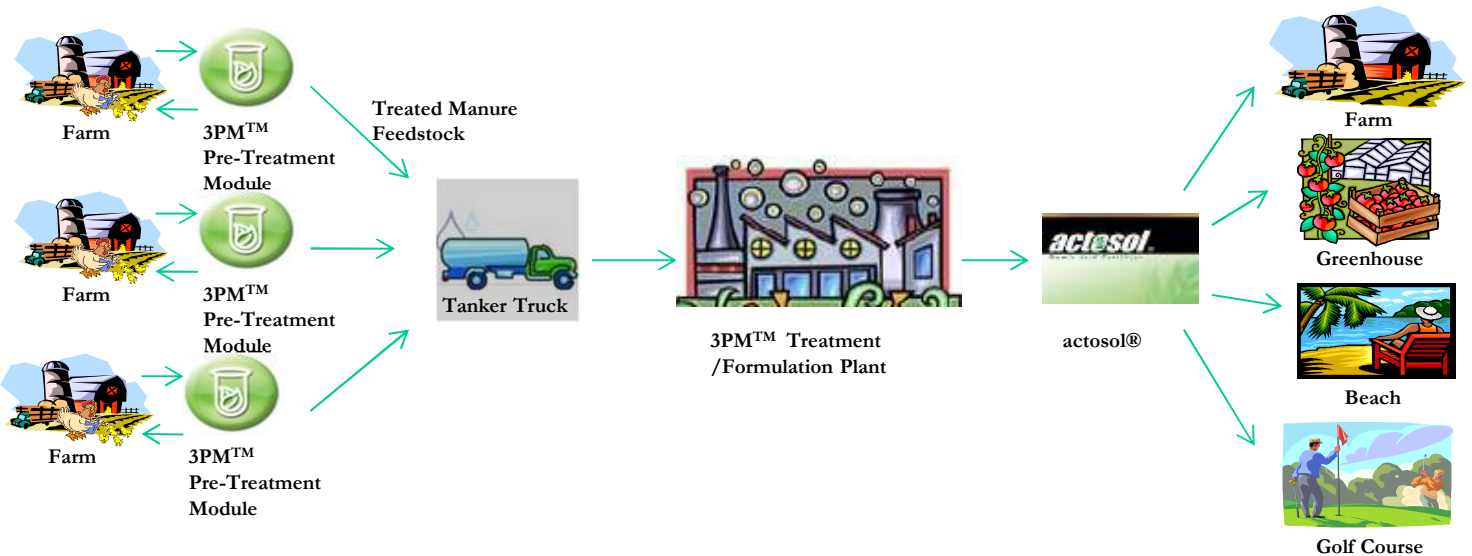 Farm
3PM™
Pre-Treatment
Module
Treated Manure
Feedstock
Farm
3PM™
Pre-Treatment
Module
Farm
3PM™
Pre-Treatment
Module
Tanker Truck
3PM™ Treatment
/Formulation Plant
actosol®
actosol®
Farm
Greenhouse
Beach
Golf Course